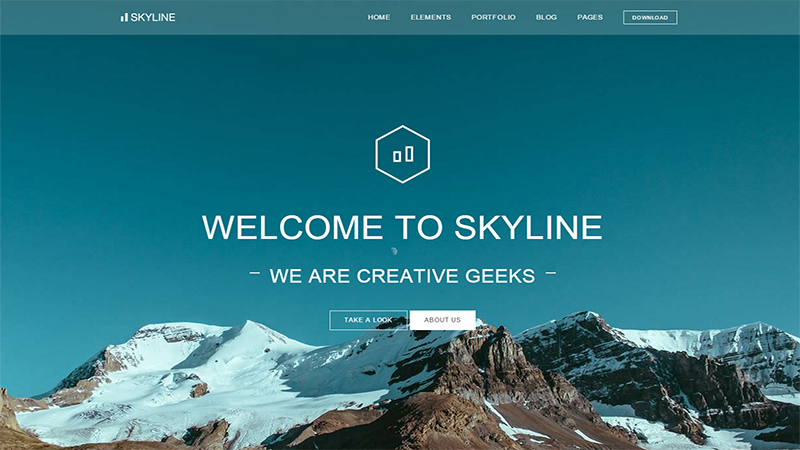 SKYLINE
HOME ELEMENTS PORTFOLIO BLOG PAGES DOWNLOAD
WELCOME TO SKYLINE
– WE ARE CREATIVE GEEKS –
TAKE A LOOK ABOUT US